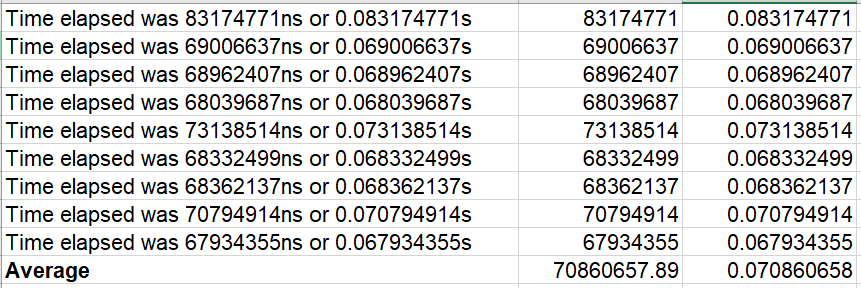 Time elapsed was 83174771ns or 0.083174771s 83174771 0.083174771
Time elapsed was 69006637ns or 0.069006637s 69006637 0.069006637
Time elapsed was 68962407ns or 0.068962407s 68962407 0.068962407
Time elapsed was 68039687ns or 0.068039687s 68039687 0.068039687
Time elapsed was 73138514ns or 0.073138514s 73138514 0.073138514
Time elapsed was 68332499ns or 0.068332499s 68332499 0.068332499
Time elapsed was 68362137ns or 0.068362137s 68362137 0.068362137
Time elapsed was 70794914ns or 0.070794914s 70794914 0.070794914
Time elapsed was 67934355ns or 0.067934355s 67934355 0.067934355
Average 70860657.89 0.070860658